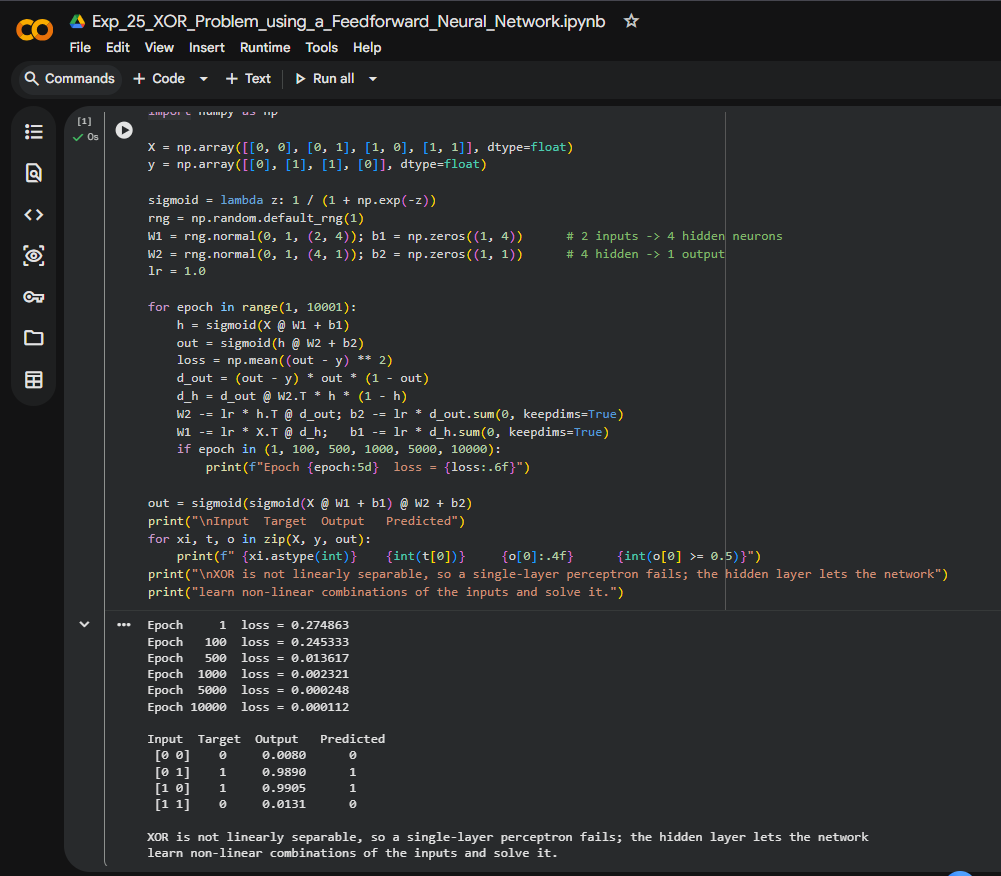 Exp_25_XOR_Problem_using_a_Feedforward_Neural_Network.ipynb
File Edit View Insert Runtime Tools Help
Commands + Code + Text Run all
[1]
0s
import numpy as np
X = np.array([[0, 0], [0, 1], [1, 0], [1, 1]], dtype=float)
y = np.array([[0], [1], [1], [0]], dtype=float)
sigmoid = lambda z: 1 / (1 + np.exp(-z))
rng = np.random.default_rng(1)
W1 = rng.normal(0, 1, (2, 4)); b1 = np.zeros((1, 4))      # 2 inputs -> 4 hidden neurons
W2 = rng.normal(0, 1, (4, 1)); b2 = np.zeros((1, 1))      # 4 hidden -> 1 output
lr = 1.0
for epoch in range(1, 10001):
    h = sigmoid(X @ W1 + b1)
    out = sigmoid(h @ W2 + b2)
    loss = np.mean((out - y) ** 2)
    d_out = (out - y) * out * (1 - out)
    d_h = d_out @ W2.T * h * (1 - h)
    W2 -= lr * h.T @ d_out; b2 -= lr * d_out.sum(0, keepdims=True)
    W1 -= lr * X.T @ d_h;   b1 -= lr * d_h.sum(0, keepdims=True)
    if epoch in (1, 100, 500, 1000, 5000, 10000):
        print(f"Epoch {epoch:5d}  loss = {loss:.6f}")
out = sigmoid(sigmoid(X @ W1 + b1) @ W2 + b2)
print("\nInput  Target  Output   Predicted")
for xi, t, o in zip(X, y, out):
    print(f" {xi.astype(int)}    {int(t[0])}     {o[0]:.4f}      {int(o[0] >= 0.5)}")
print("\nXOR is not linearly separable, so a single-layer perceptron fails; the hidden layer lets the network")
print("learn non-linear combinations of the inputs and solve it.")
Epoch     1  loss = 0.274863
Epoch   100  loss = 0.245333
Epoch   500  loss = 0.013617
Epoch  1000  loss = 0.002321
Epoch  5000  loss = 0.000248
Epoch 10000  loss = 0.000112
Input  Target  Output   Predicted
 [0 0]    0     0.0080      0
 [0 1]    1     0.9890      1
 [1 0]    1     0.9905      1
 [1 1]    0     0.0131      0
XOR is not linearly separable, so a single-layer perceptron fails; the hidden layer lets the network
learn non-linear combinations of the inputs and solve it.